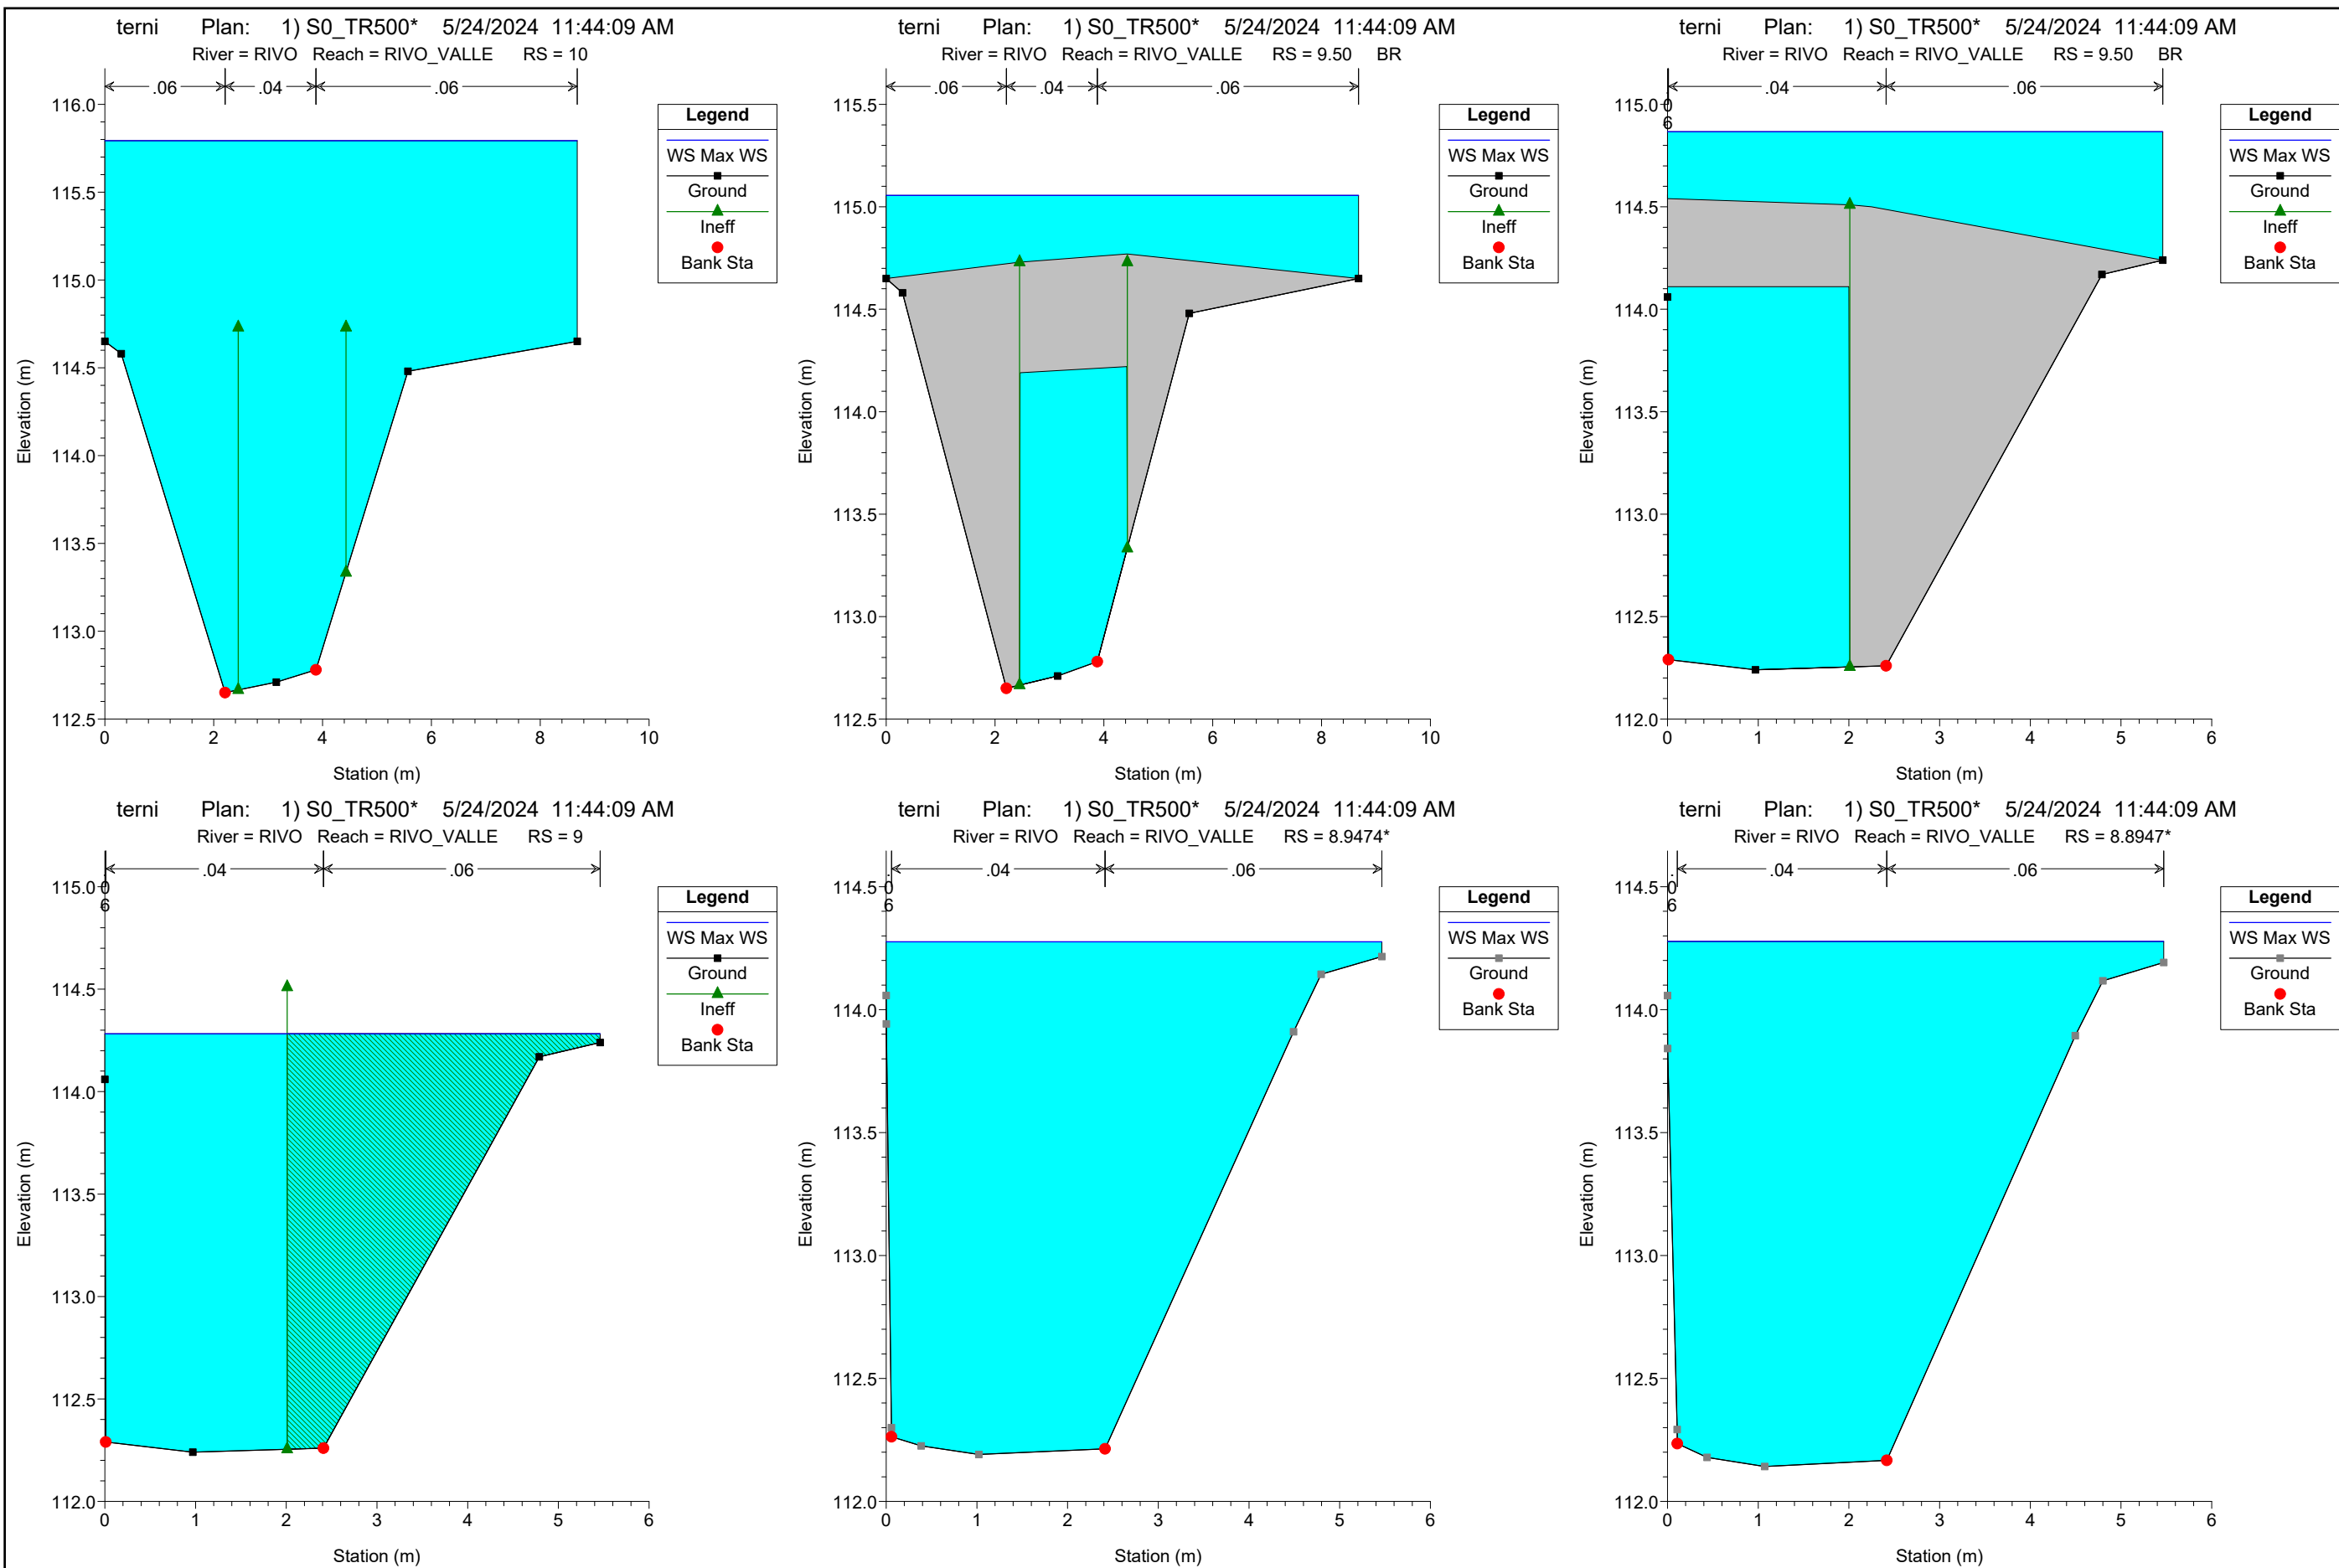 terni Plan: 1) S0_TR500* 5/24/2024 11:44:09 AM
River = RIVO Reach = RIVO_VALLE RS = 10
.06 .04 .06
116.0
115.5
115.0
114.5
114.0
113.5
113.0
112.5
0 2 4 6 8 10
Station (m)
Elevation (m)
Legend
WS Max WS
Ground
Ineff
Bank Sta
terni Plan: 1) S0_TR500* 5/24/2024 11:44:09 AM
River = RIVO Reach = RIVO_VALLE RS = 9.50 BR
.06 .04 .06
115.5
115.0
114.5
114.0
113.5
113.0
112.5
0 2 4 6 8 10
Station (m)
Elevation (m)
Legend
WS Max WS
Ground
Ineff
Bank Sta
terni Plan: 1) S0_TR500* 5/24/2024 11:44:09 AM
River = RIVO Reach = RIVO_VALLE RS = 9.50 BR
.04 .06
0
6
115.0
114.5
114.0
113.5
113.0
112.5
112.0
0 1 2 3 4 5 6
Station (m)
Elevation (m)
Legend
WS Max WS
Ground
Ineff
Bank Sta
terni Plan: 1) S0_TR500* 5/24/2024 11:44:09 AM
River = RIVO Reach = RIVO_VALLE RS = 9
.04 .06
0
6
115.0
114.5
114.0
113.5
113.0
112.5
112.0
0 1 2 3 4 5 6
Station (m)
Elevation (m)
Legend
WS Max WS
Ground
Ineff
Bank Sta
terni Plan: 1) S0_TR500* 5/24/2024 11:44:09 AM
River = RIVO Reach = RIVO_VALLE RS = 8.9474*
.04 .06
.
0
6
114.5
114.0
113.5
113.0
112.5
112.0
0 1 2 3 4 5 6
Station (m)
Elevation (m)
Legend
WS Max WS
Ground
Bank Sta
terni Plan: 1) S0_TR500* 5/24/2024 11:44:09 AM
River = RIVO Reach = RIVO_VALLE RS = 8.8947*
.04 .06
.
0
6
114.5
114.0
113.5
113.0
112.5
112.0
0 1 2 3 4 5 6
Station (m)
Elevation (m)
Legend
WS Max WS
Ground
Bank Sta